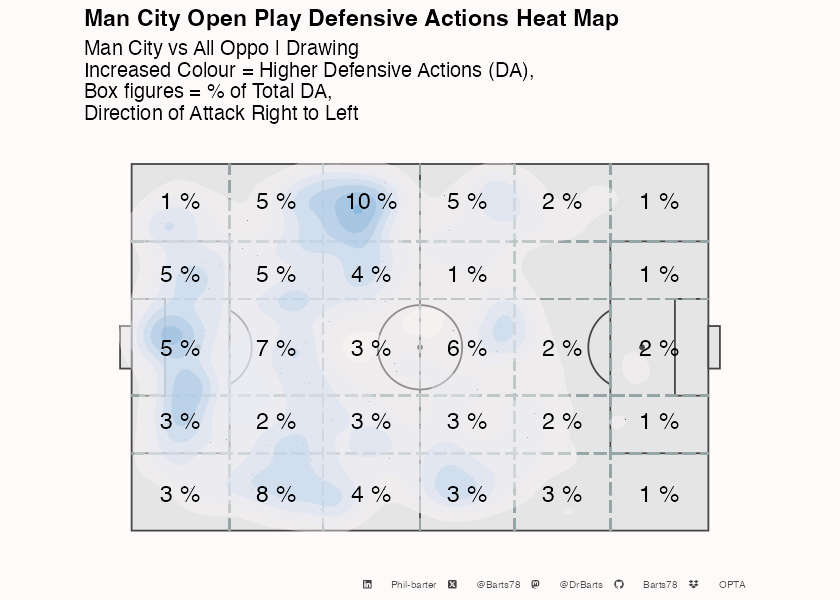 Man City Open Play Defensive Actions Heat Map
Man City vs All Oppo | Drawing
Increased Colour = Higher Defensive Actions (DA),
Box figures = % of Total DA,
Direction of Attack Right to Left
1 % 5 % 10 % 5 % 2 % 1 %
5 % 5 % 4 % 1 % 1 %
5 % 7 % 3 % 6 % 2 % 2 %
3 % 2 % 3 % 3 % 2 % 1 %
3 % 8 % 4 % 3 % 3 % 1 %
Phil-barter @Barts78 @DrBarts Barts78 OPTA